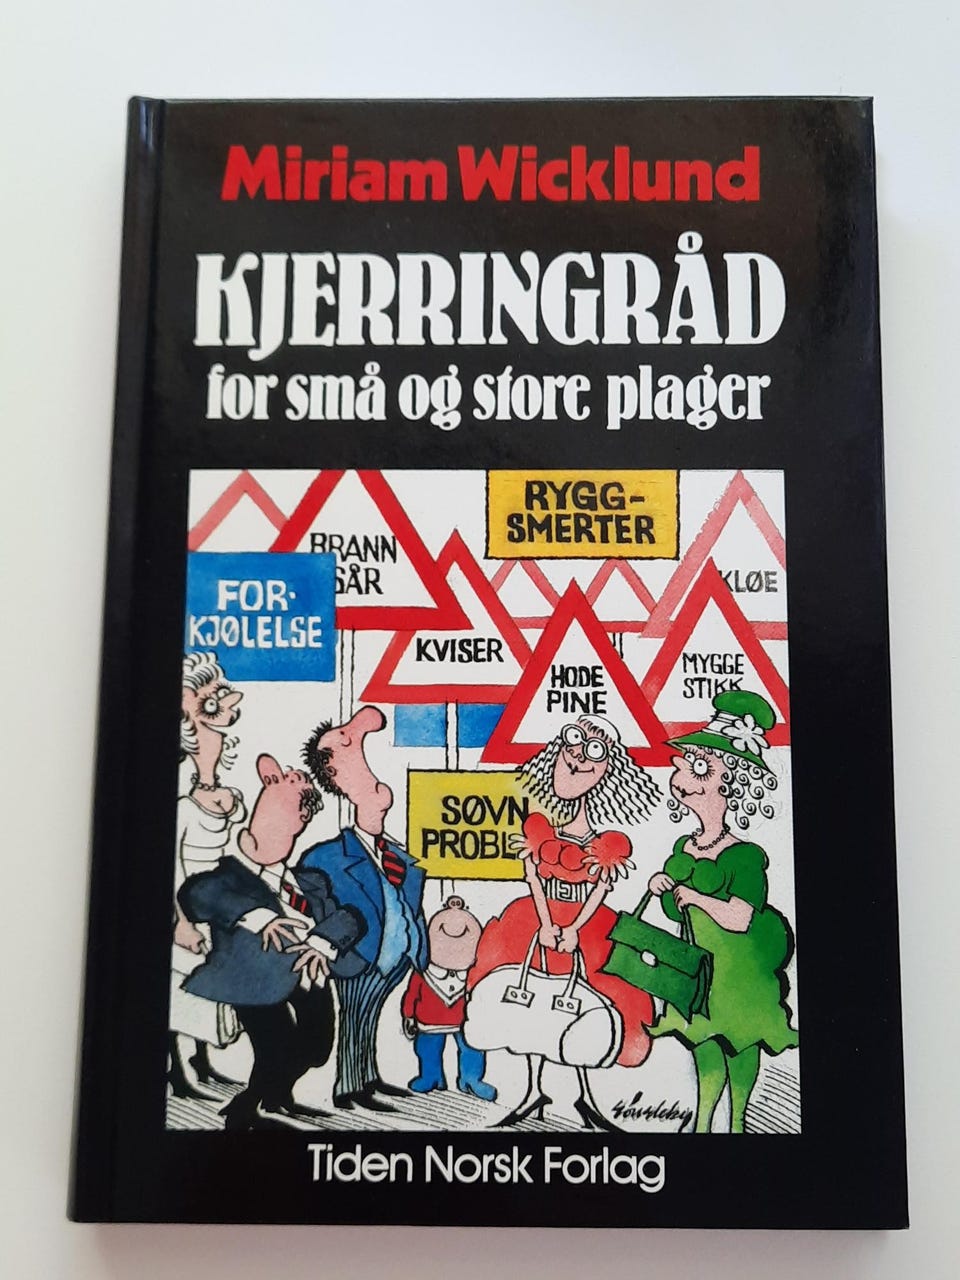 Miriam Wicklund
KJERRINGRÅD
for små og store plager
RYGG-
SMERTER
BRANN
SÅR
KLØE
FOR-
KJØLELSE
KVISER
HODE
PINE
MYGGE
STIKK
SØVN
PROBL
Tiden Norsk Forlag